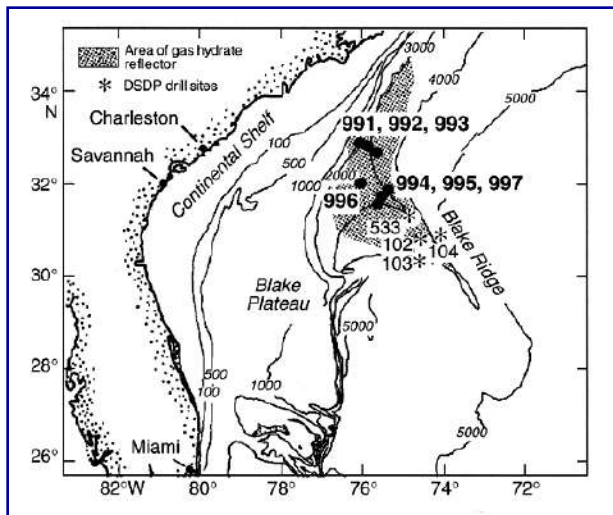 Area of gas hydrate
reflector
* DSDP drill sites
34°
N
32°
30°
28°
26°
82°W
80°
78°
76°
74°
72°
Charleston
Savannah
Miami
Continental Shelf
Blake
Plateau
Blake Ridge
991, 992, 993
994, 995, 997
996
533
102
103
104
100
500
1000
2000
3000
4000
5000
5000
500
100
1000
5000